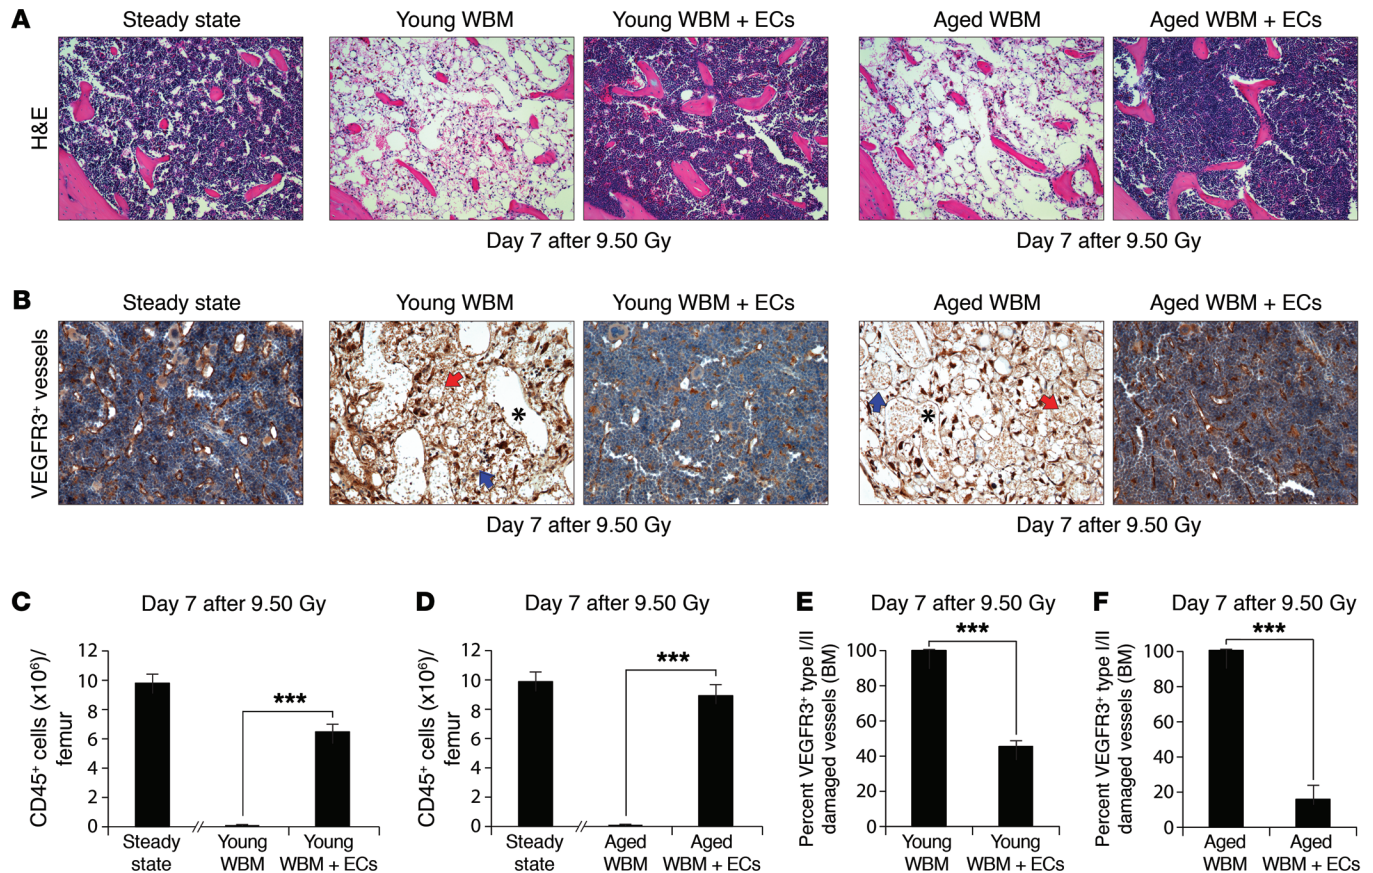 A
Steady state
Young WBM
Young WBM + ECs
Aged WBM
Aged WBM + ECs
H&E
Day 7 after 9.50 Gy
Day 7 after 9.50 Gy
B
Steady state
Young WBM
Young WBM + ECs
Aged WBM
Aged WBM + ECs
VEGFR3⁺ vessels
*
*
Day 7 after 9.50 Gy
Day 7 after 9.50 Gy
C
Day 7 after 9.50 Gy
CD45⁺ cells (x10⁶)/
femur
12
10
8
6
4
2
0
***
Steady
state
Young
WBM
Young
WBM + ECs
D
Day 7 after 9.50 Gy
CD45⁺ cells (x10⁶)/
femur
12
10
8
6
4
2
0
***
Steady
state
Aged
WBM
Aged
WBM + ECs
E
Day 7 after 9.50 Gy
Percent VEGFR3⁺ type I/II
damaged vessels (BM)
100
80
60
40
20
0
***
Young
WBM
Young
WBM + ECs
F
Day 7 after 9.50 Gy
Percent VEGFR3⁺ type I/II
damaged vessels (BM)
100
80
60
40
20
0
***
Aged
WBM
Aged
WBM + ECs